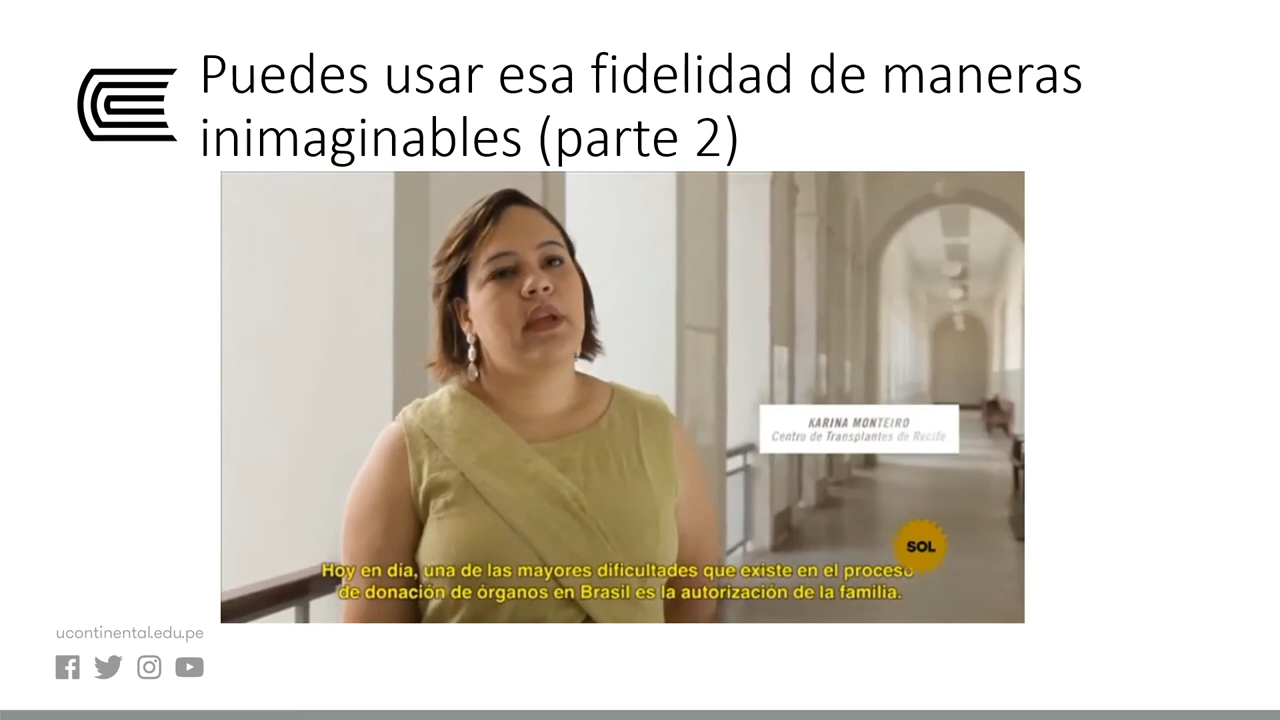 Puedes usar esa fidelidad de maneras
inimaginables (parte 2)
KARINA MONTEIRO
Centro de Transplantes de Recife
SOL
Hoy en día, una de las mayores dificultades que existe en el proceso
de donación de órganos en Brasil es la autorización de la familia.
ucontinental.edu.pe